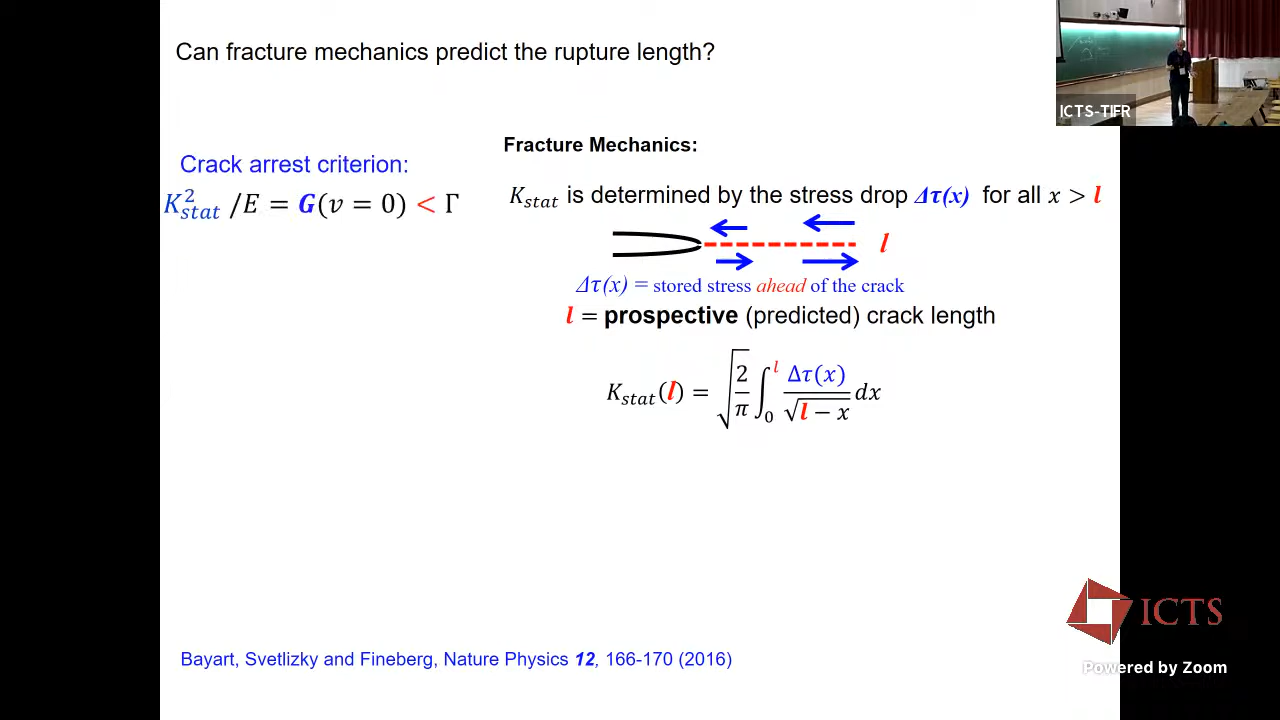 Can fracture mechanics predict the rupture length?
ICTS-TIFR
Crack arrest criterion:
K²_stat /E = G(v = 0) < Γ
Fracture Mechanics:
K_stat is determined by the stress drop Δτ(x) for all x > l
l
Δτ(x) = stored stress ahead of the crack
l = prospective (predicted) crack length
K_stat(l) = √(2/π) ∫₀ˡ Δτ(x)/√(l − x) dx
Bayart, Svetlizky and Fineberg, Nature Physics 12, 166-170 (2016)
ICTS
Powered by Zoom